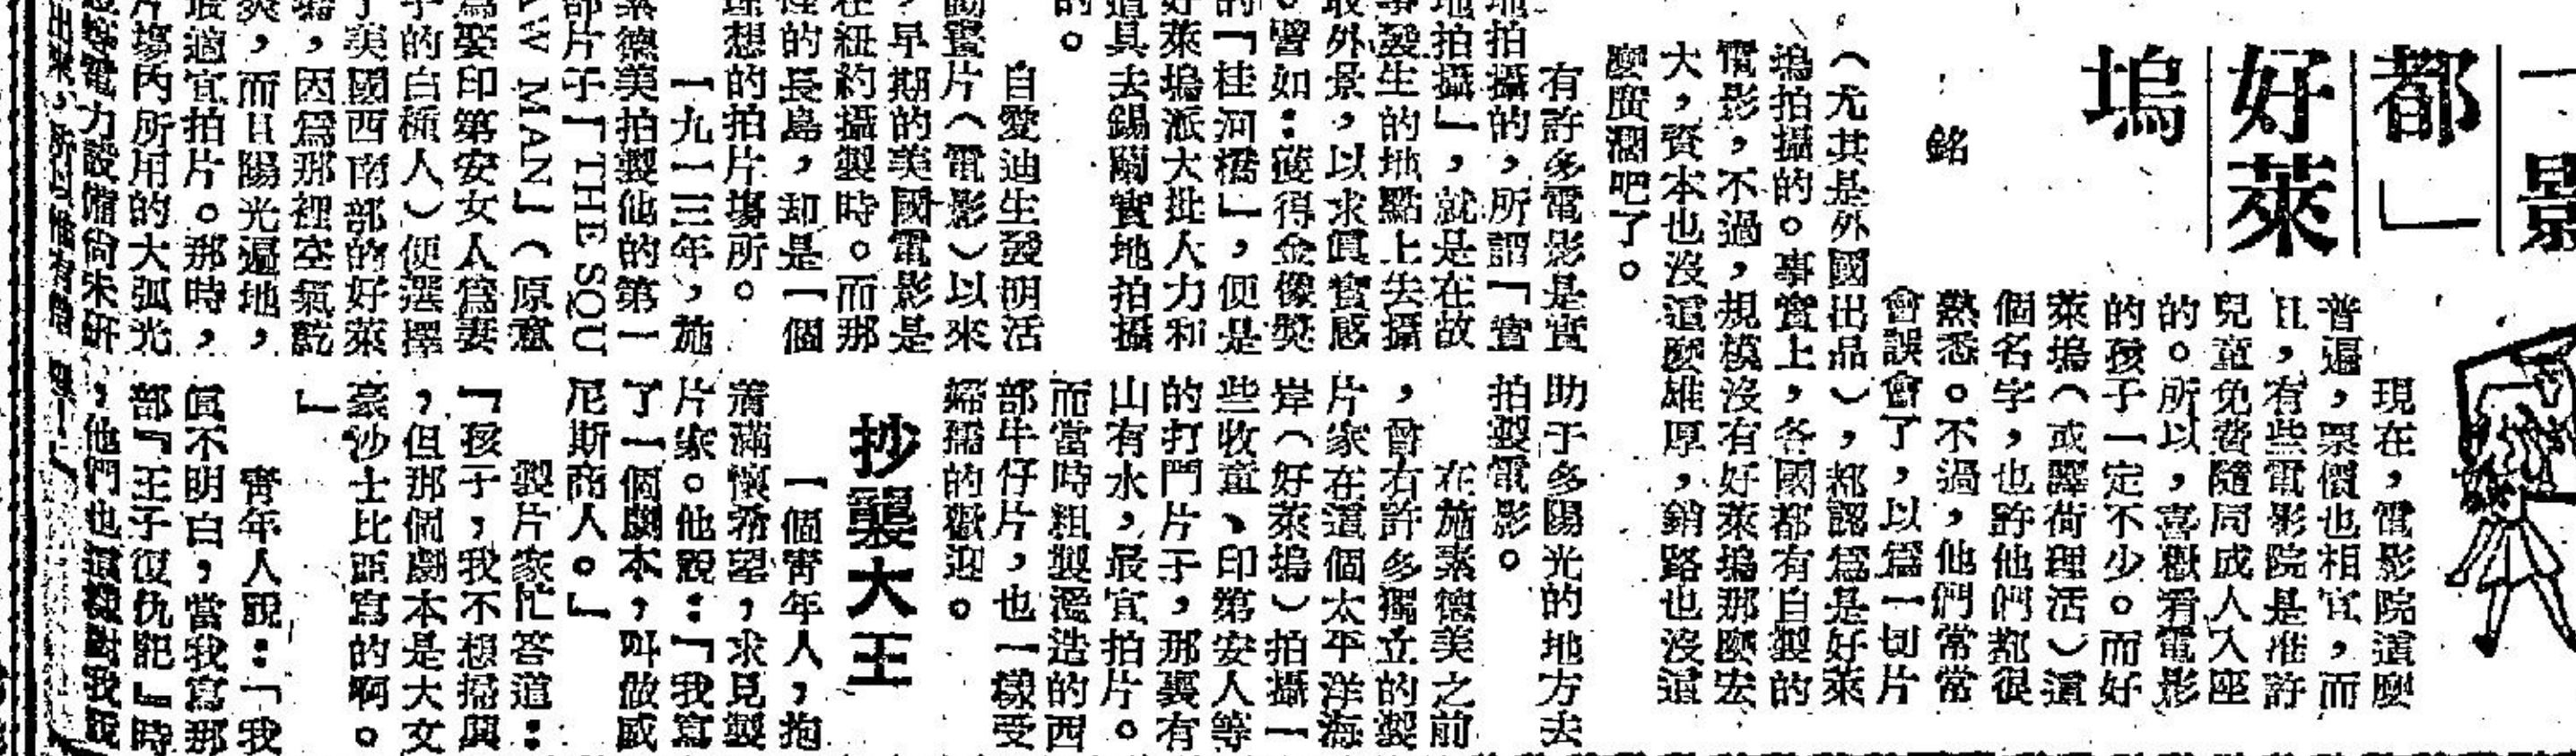 「影
都」
好萊
塢
銘
現在,電影院這麼
普遍,票價也相宜,而
且,有些電影院是准許
兒童免費隨同成人入座
的。所以,喜歡看電影
的孩子一定不少。而好
萊塢(或譯荷理活)這
個名字,也許他們都很
熟悉。不過,他們常常
會誤會了,以爲一切片
(尤其是外國出品),都認爲是好萊
塢拍攝的。事實上,各國都有自製的
電影,不過,規模沒有好萊塢那麼宏
大,資本也沒這麼雄厚,銷路也沒這
麼廣濶吧了。
有許多電影是實
地拍攝的,所謂「實
地拍攝」,就是在故
事發生的地點上去攝
取外景,以求眞實感
。譬如:獲得金像獎
的「桂河橋」,便是
好萊塢派大批人力和
道具去錫蘭實地拍攝
的。
自愛迪生發明活
動畫片(電影)以來
,早期的美國電影是
在紐約攝製時。而那
裡的長島,却是一個
理想的拍片場所。
一九一三年,施
素德美拍製他的第一
部片子『THE SQU
AW MAN』(原意
爲娶印第安女人爲妻
子的白種人)便選擇
了美國西南部的好萊
塢,因爲那裡空氣乾
爽,而且陽光遍地,
最適宜拍片。那時,
片塲內所用的大弧光
燈等電力設備尚未研
出來,所以惟有
助于多陽光的地方去
拍製電影。
在施素德美之前
,曾有許多獨立的製
片家在這個太平洋海
岸(好萊塢)拍攝一
些牧童、印第安人等
的打鬥片子,那裏有
山有水,最宜拍片。
而當時粗製濫造的西
部牛仔片,也一樣受
婦孺的歡迎。
抄襲大王
一個靑年人,抱
着滿懷希望,求見製
片家。他說:「我寫
了一個劇本,叫做威
尼斯商人。」
製片家忙答道:
「孩子,我不想掃興
,但那個劇本是大文
豪沙士比亞寫的啊。
」
靑年人說:「我
眞不明白,當我寫那
部『王子復仇記』時
,他們也這樣對我說